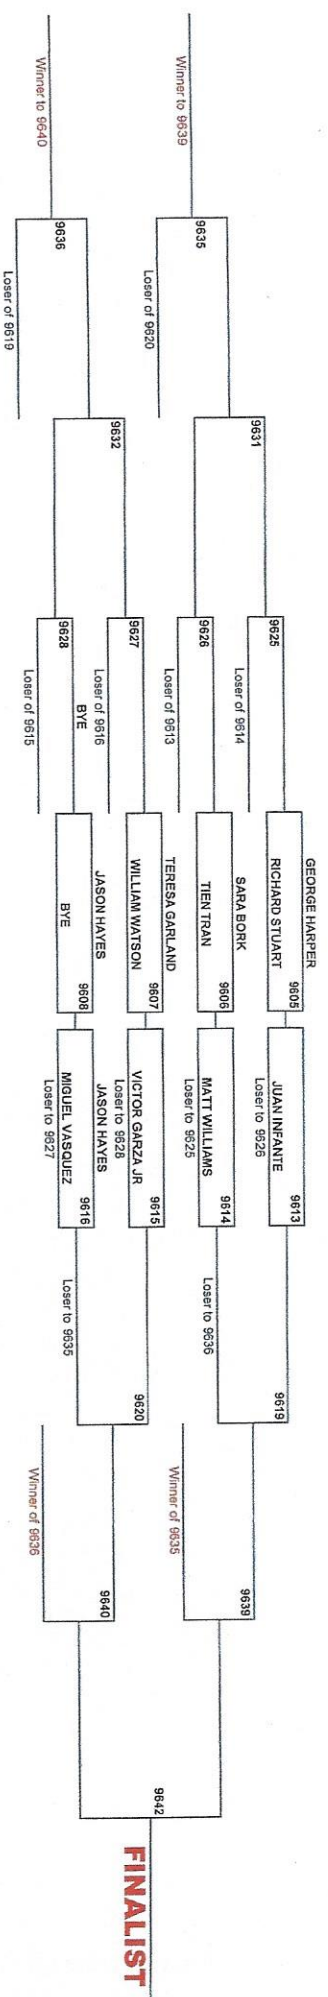 GEORGE HARPER
9605
RICHARD STUART
SARA BORK
9606
TIEN TRAN
TERESA GARLAND
9607
WILLIAM WATSON
JASON HAYES
9608
BYE
9613
JUAN INFANTE
Loser to 9626
9614
MATT WILLIAMS
Loser to 9625
9615
VICTOR GARZA JR
Loser to 9628
JASON HAYES
9616
MIGUEL VASQUEZ
Loser to 9627
9619
Loser to 9636
9620
Loser to 9635
9639
Winner of 9635
9640
Winner of 9636
9642
FINALIST
9625
Loser of 9614
9626
Loser of 9613
9627
Loser of 9616
BYE
9628
Loser of 9615
9631
9632
9635
Loser of 9620
9636
Loser of 9619
Winner to 9639
Winner to 9640